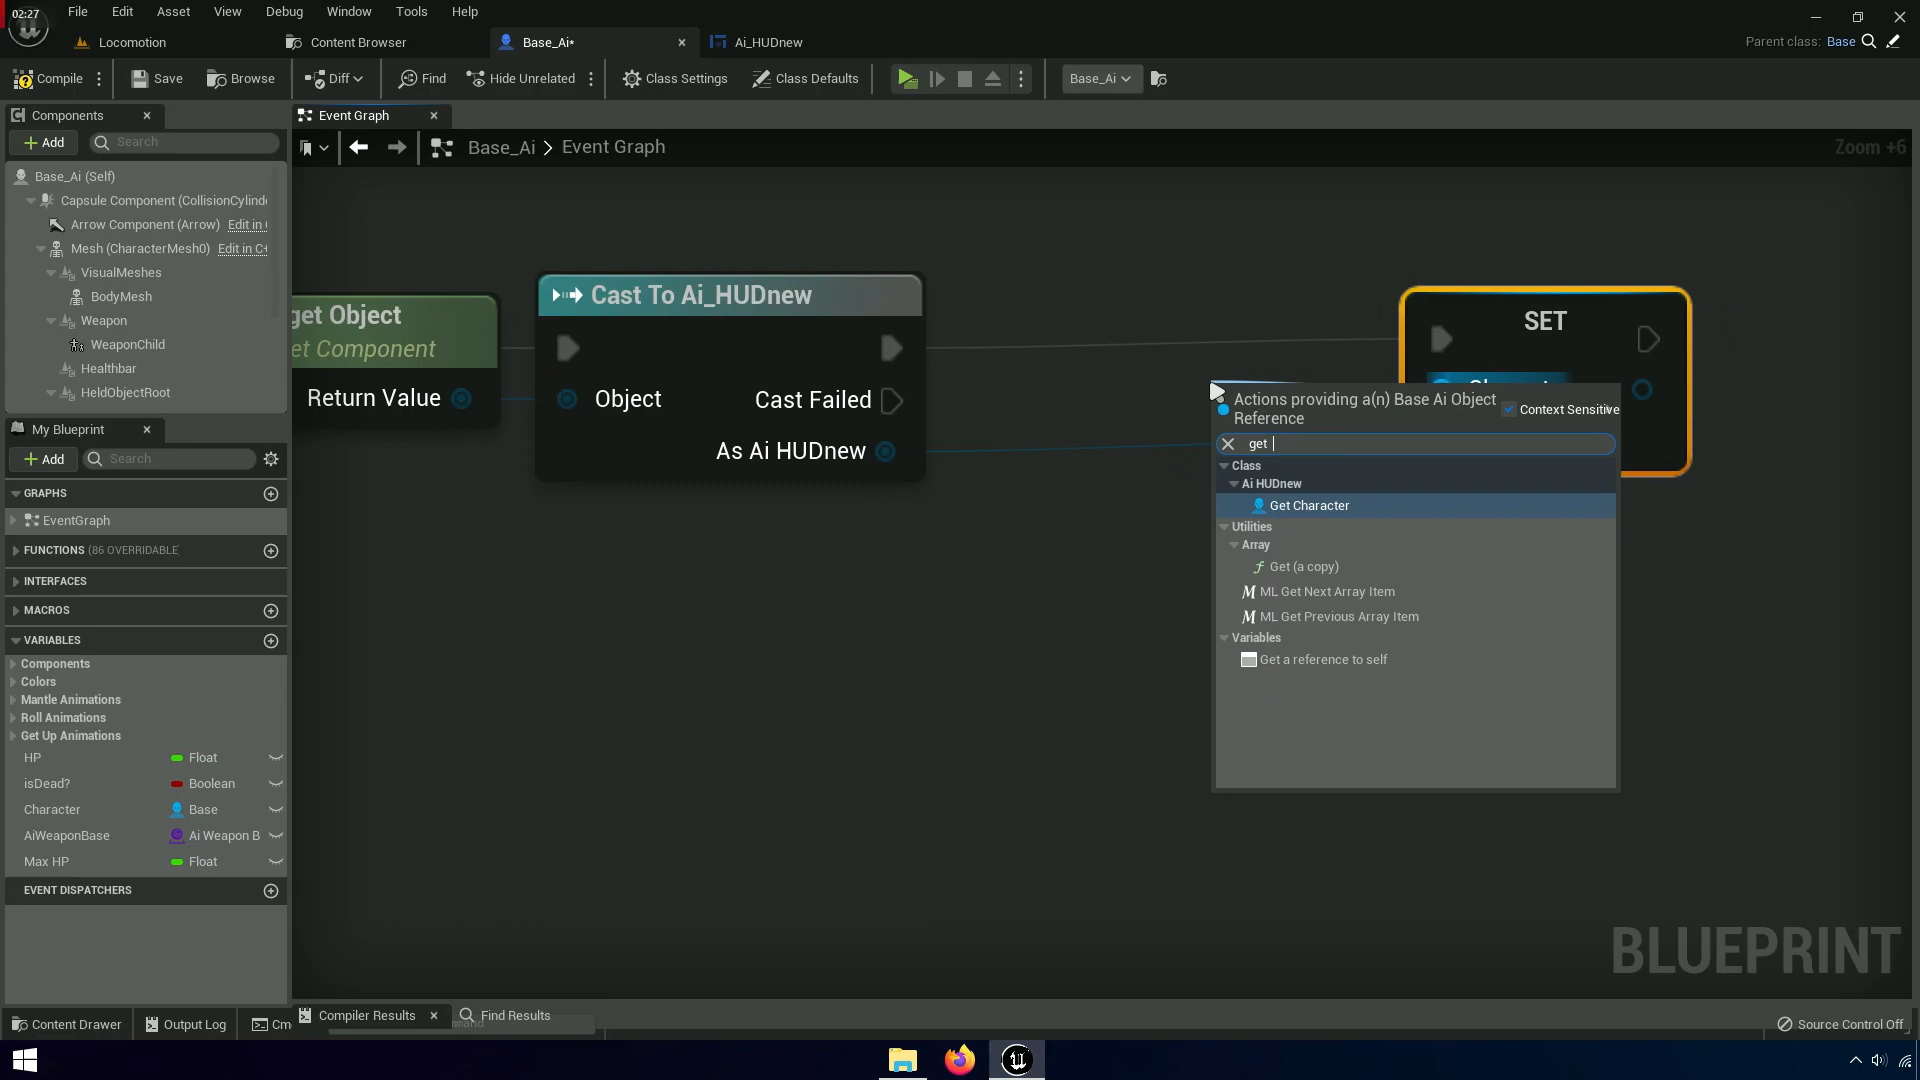 02:27
File Edit Asset View Debug Window Tools Help
Locomotion Content Browser Base_Ai* Ai_HUDnew Parent class: Base
Compile Save Browse Diff Find Hide Unrelated Class Settings Class Defaults Base_Ai
Components Event Graph
Add Search Base_Ai > Event Graph Zoom +6
Base_Ai (Self)
Capsule Component (CollisionCylinde
Arrow Component (Arrow) Edit in
Mesh (CharacterMesh0) Edit in C+
VisualMeshes
BodyMesh
Weapon
WeaponChild
Healthbar
HeldObjectRoot
My Blueprint
Add Search
GRAPHS
EventGraph
FUNCTIONS (86 OVERRIDABLE)
INTERFACES
MACROS
VARIABLES
Components
Colors
Mantle Animations
Roll Animations
Get Up Animations
HP Float
isDead? Boolean
Character Base
AiWeaponBase Ai Weapon B
Max HP Float
EVENT DISPATCHERS
get Object
et Component
Return Value
Cast To Ai_HUDnew
Object Cast Failed
As Ai HUDnew
SET
Actions providing a(n) Base Ai Object
Reference
Context Sensitive
get
Class
Ai HUDnew
Get Character
Utilities
Array
Get (a copy)
ML Get Next Array Item
ML Get Previous Array Item
Variables
Get a reference to self
BLUEPRINT
Compiler Results Find Results
Content Drawer Output Log Cm Source Control Off